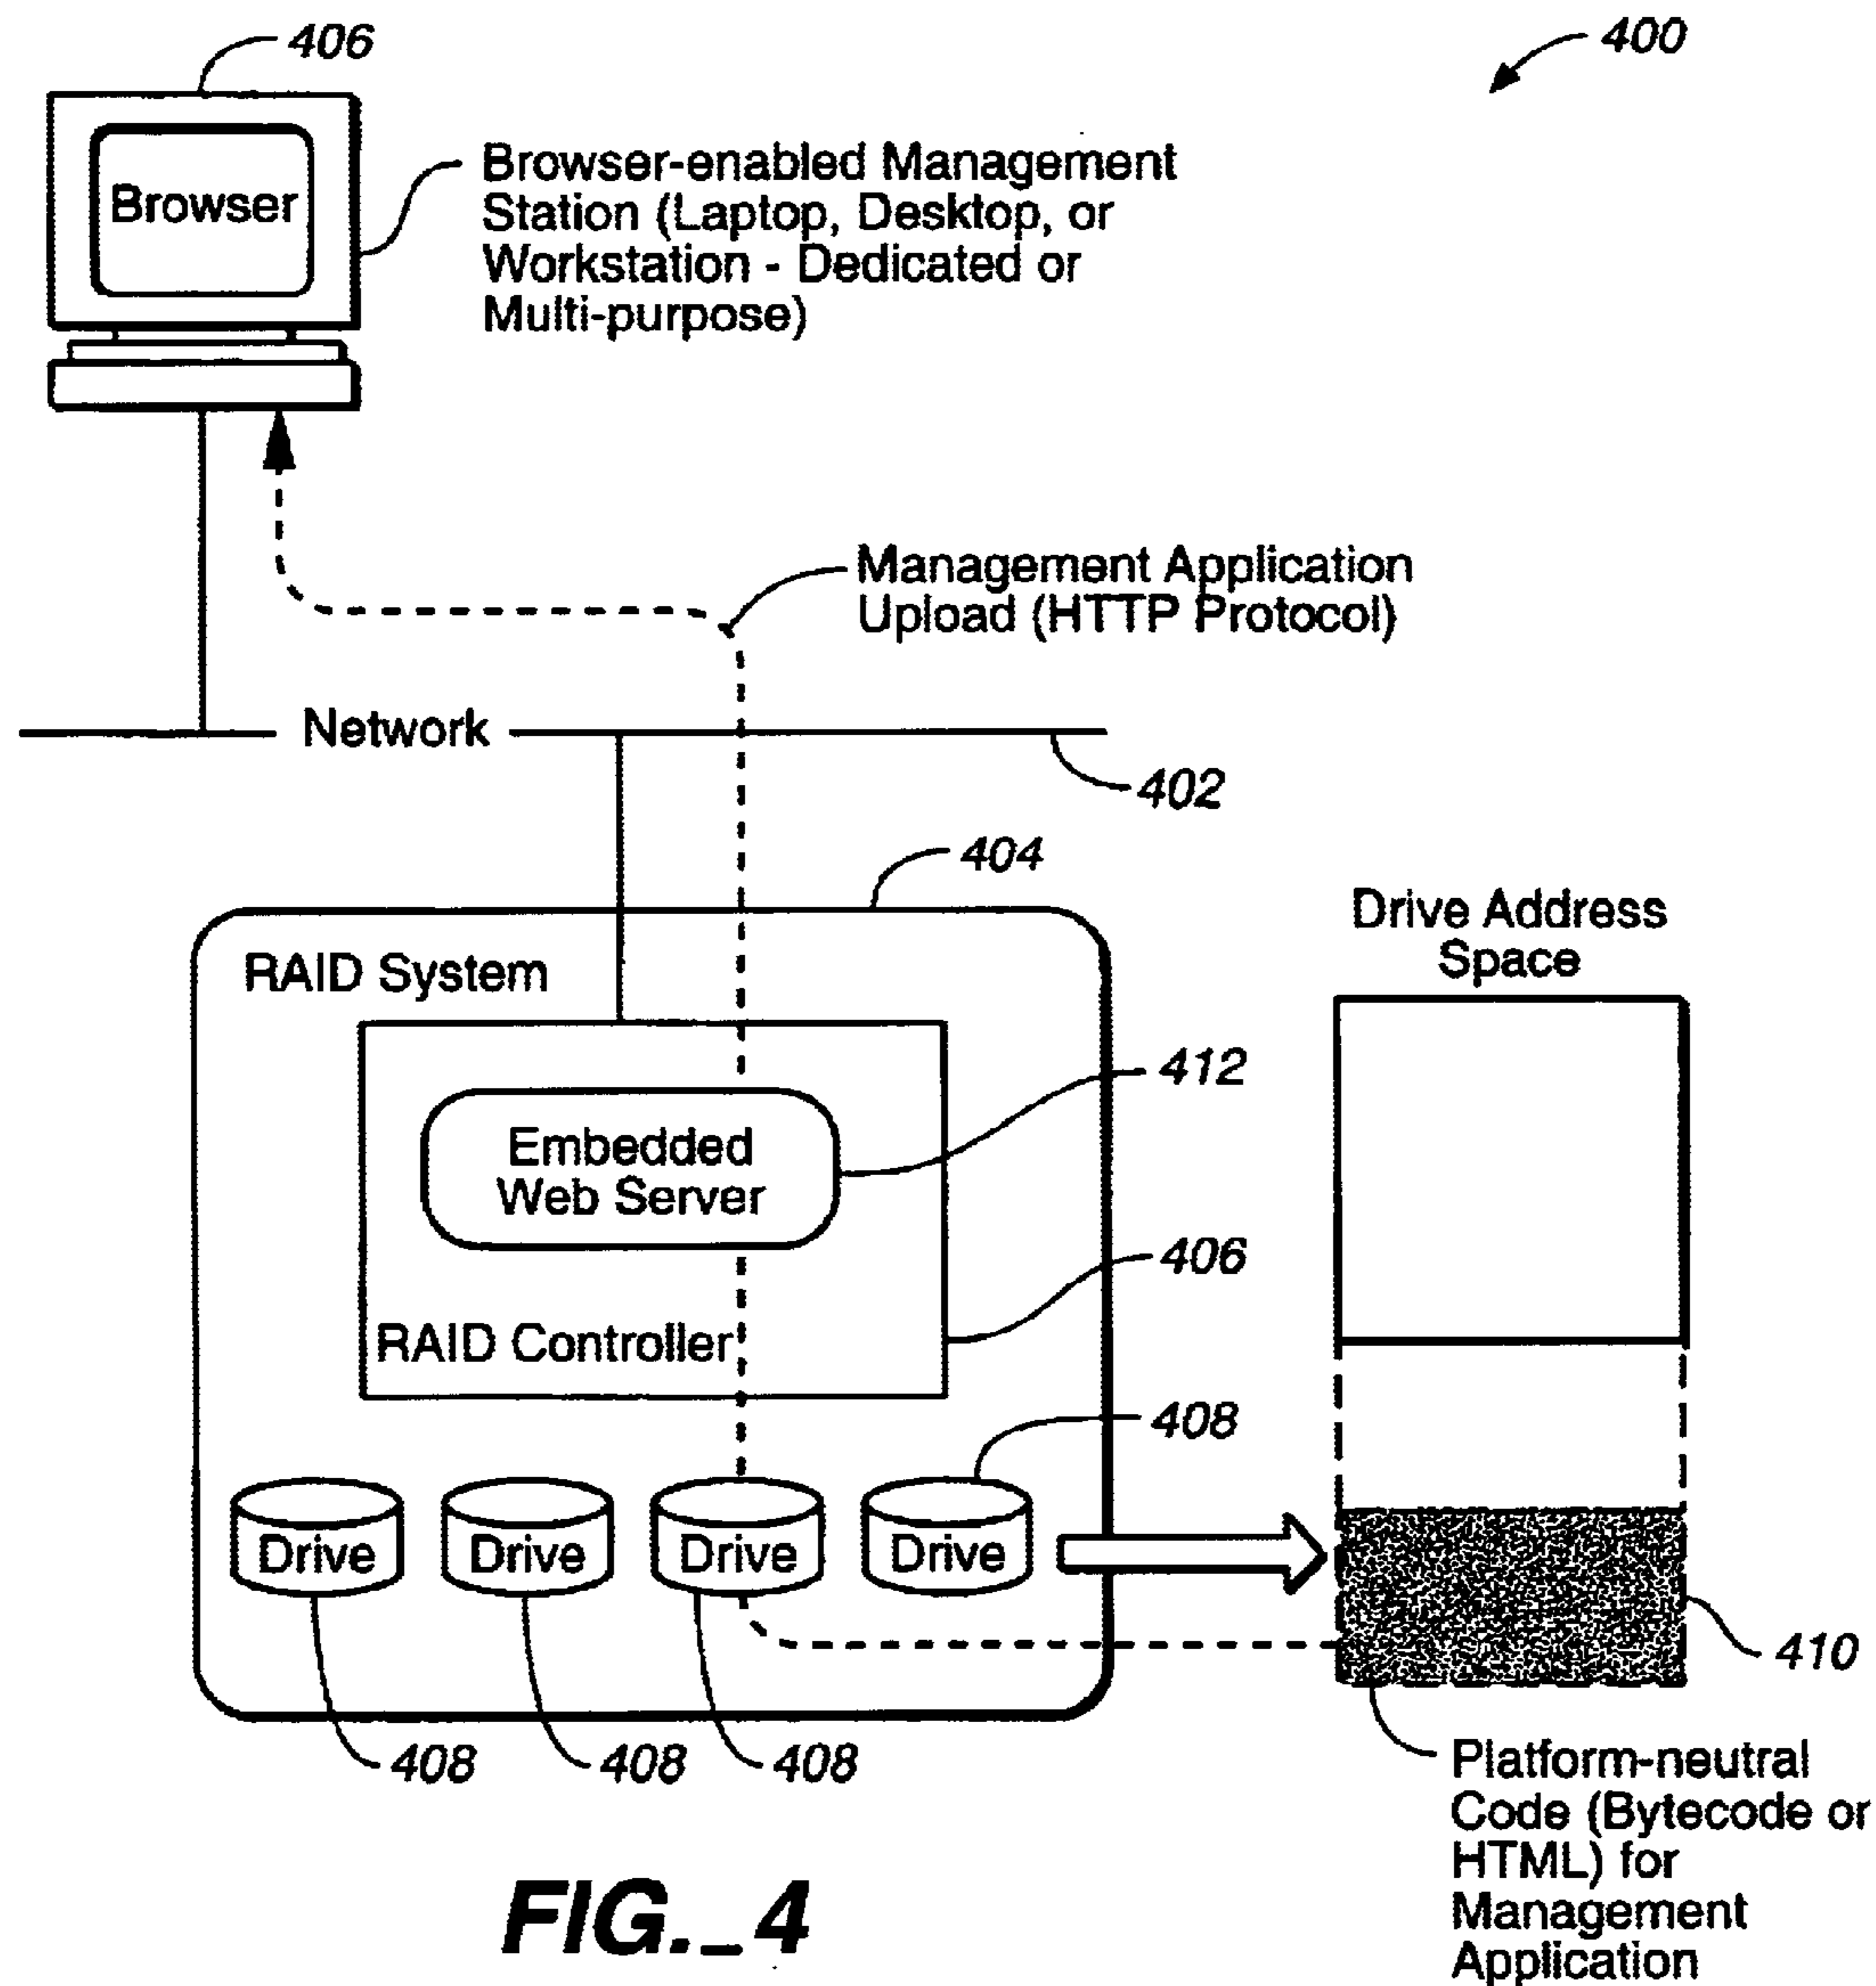 406
400
Browser
Browser-enabled Management
Station (Laptop, Desktop, or
Workstation - Dedicated or
Multi-purpose)
Management Application
Upload (HTTP Protocol)
Network
402
404
RAID System
Drive Address
Space
412
Embedded
Web Server
406
RAID Controller
408
Drive
Drive
Drive
Drive
410
408
408
408
Platform-neutral
Code (Bytecode or
HTML) for
Management
Application
FIG._4